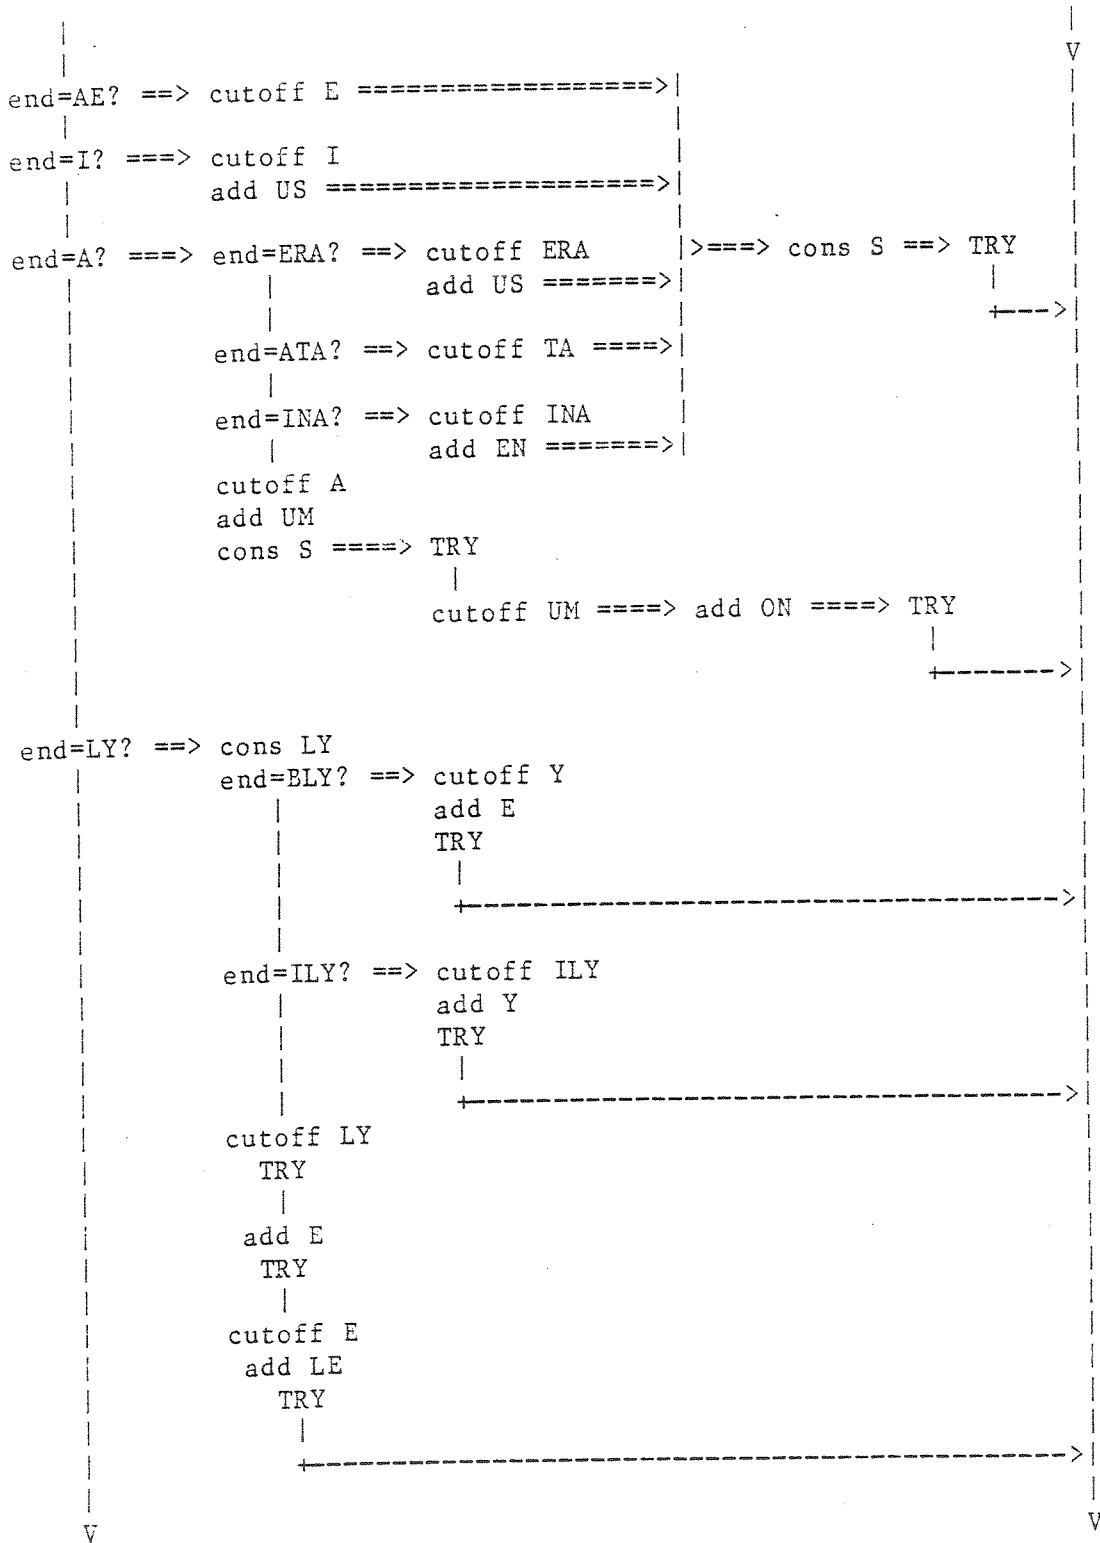 V
end=AE? ==> cutoff E ==================>|
end=I? ===> cutoff I
add US ====================>|
end=A? ===> end=ERA? ==> cutoff ERA |>===> cons S ==> TRY
add US =======>|
+--->|
end=ATA? ==> cutoff TA ====>|
end=INA? ==> cutoff INA
add EN =======>|
cutoff A
add UM
cons S ====> TRY
cutoff UM ====> add ON ====> TRY
+------->|
end=LY? ==> cons LY
end=BLY? ==> cutoff Y
add E
TRY
+------------------------------------>|
end=ILY? ==> cutoff ILY
add Y
TRY
+------------------------------------>|
cutoff LY
TRY
add E
TRY
cutoff E
add LE
TRY
+---------------------------------------------->|
V V